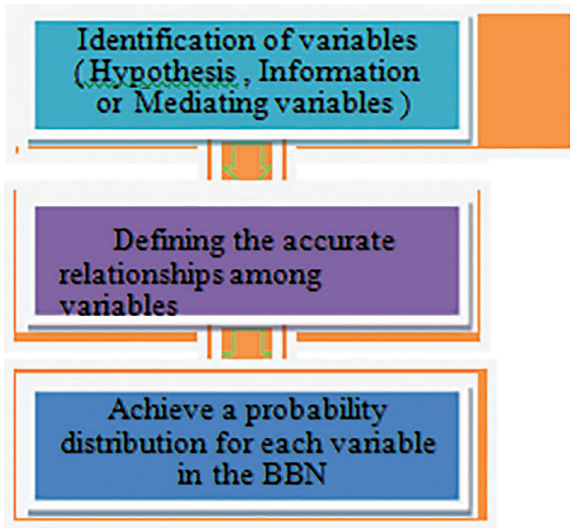 Identification of variables
( Hypothesis , Information
or Mediating variables )
Defining the accurate
relationships among
variables
Achieve a probability
distribution for each variable
in the BBN